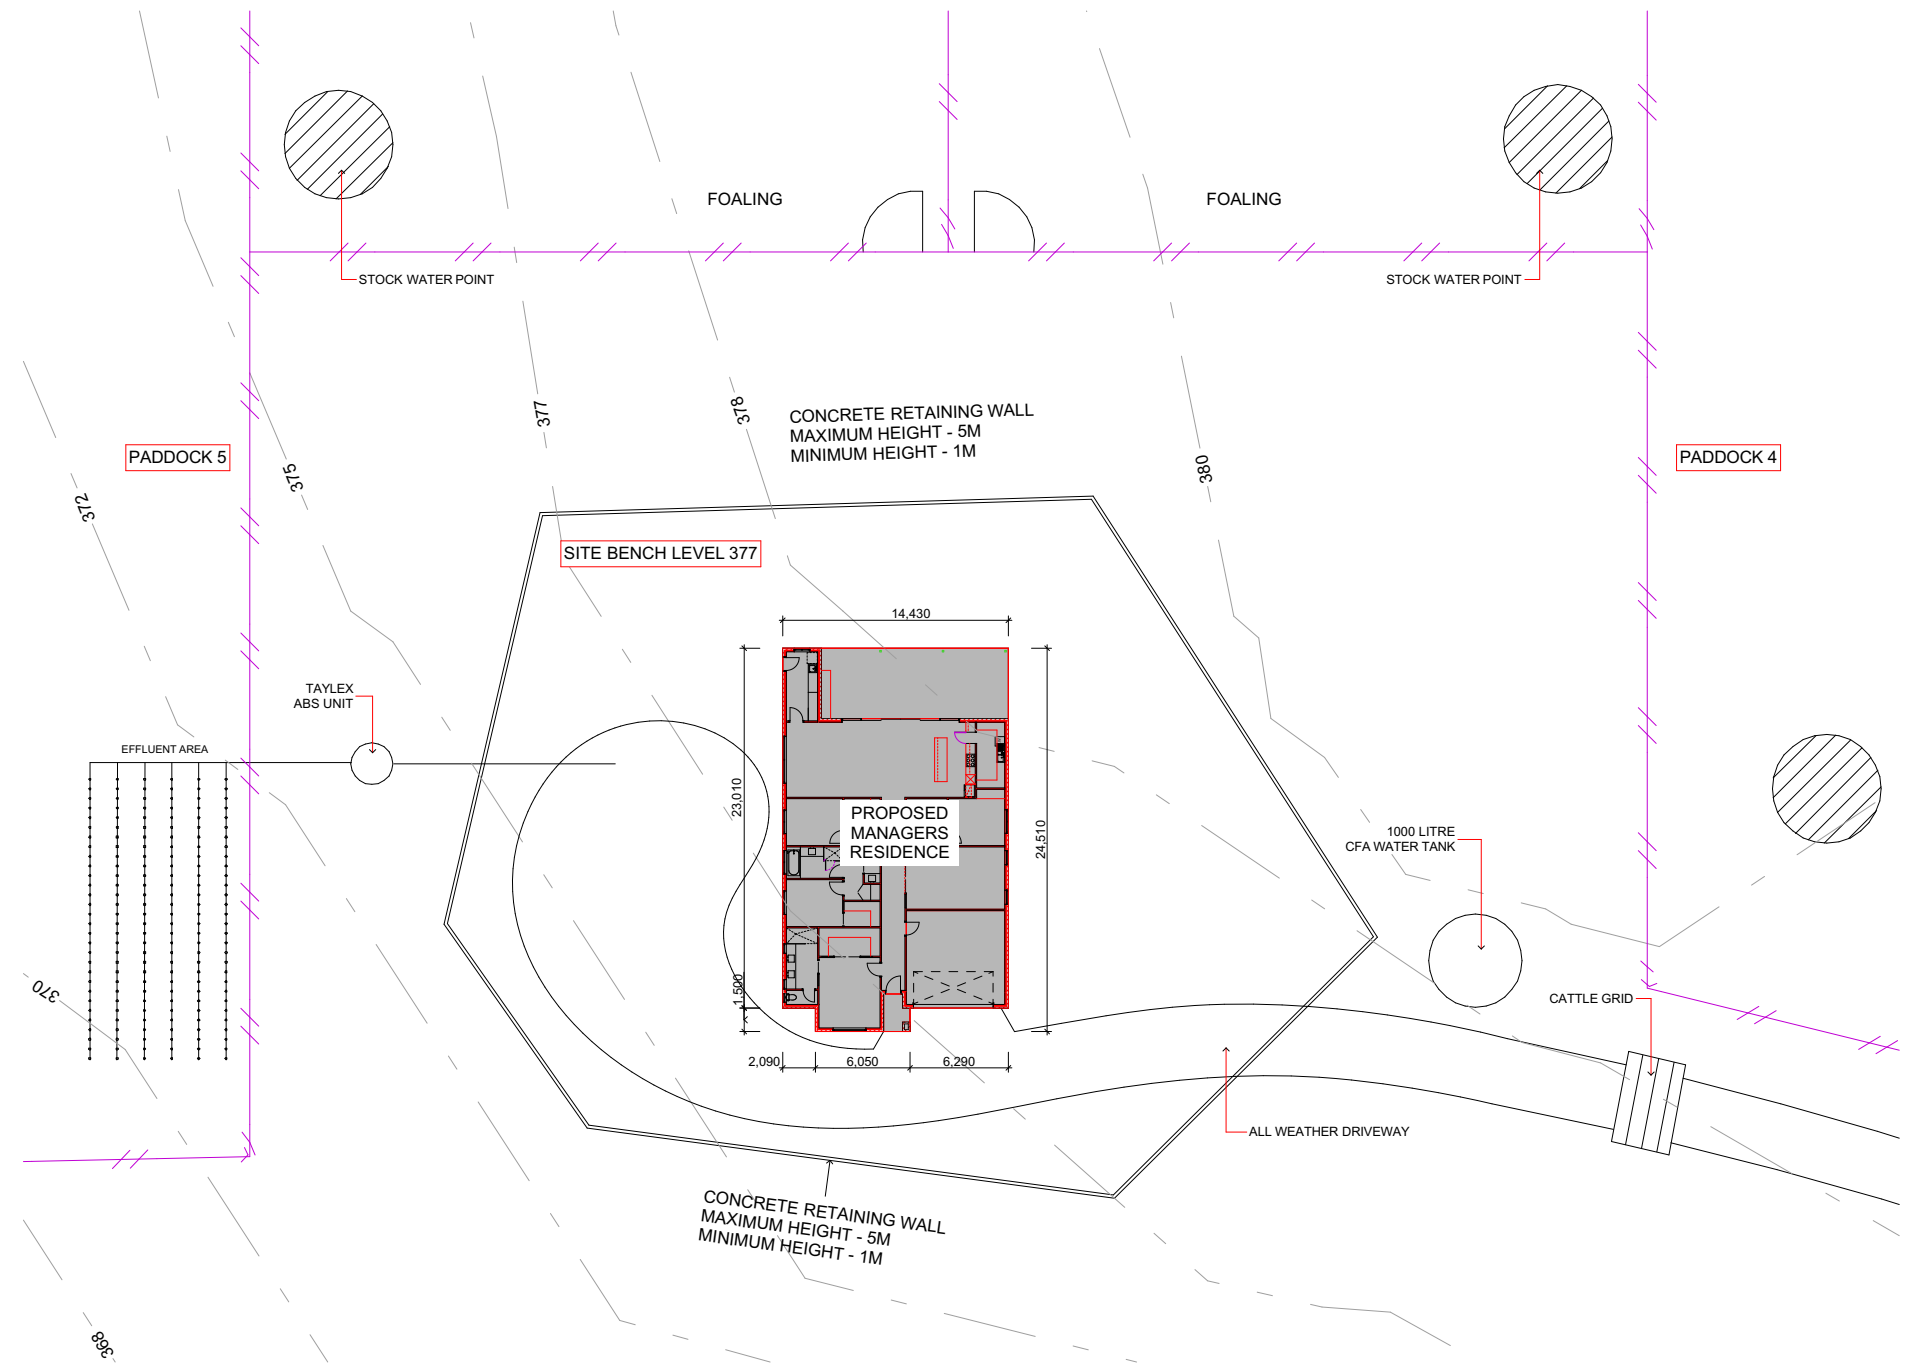 FOALING
FOALING
STOCK WATER POINT
STOCK WATER POINT
377
378
CONCRETE RETAINING WALL
MAXIMUM HEIGHT - 5M
MINIMUM HEIGHT - 1M
PADDOCK 5
375
380
PADDOCK 4
372
SITE BENCH LEVEL 377
14,430
TAYLEX
ABS UNIT
EFFLUENT AREA
23,010
24,510
PROPOSED
MANAGERS
RESIDENCE
1000 LITRE
CFA WATER TANK
370
1,500
CATTLE GRID
2,090
6,050
6,290
ALL WEATHER DRIVEWAY
CONCRETE RETAINING WALL
MAXIMUM HEIGHT - 5M
MINIMUM HEIGHT - 1M
368